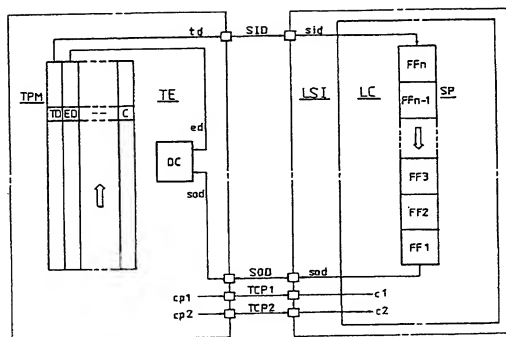 td SID sid
FFn
TPM TE LSI LC FFn-1 SP
TD ED -- C
ed
DC
sod
FF3
FF2
FF1
SOD sod
cp1 TCP1 c1
cp2 TCP2 c2